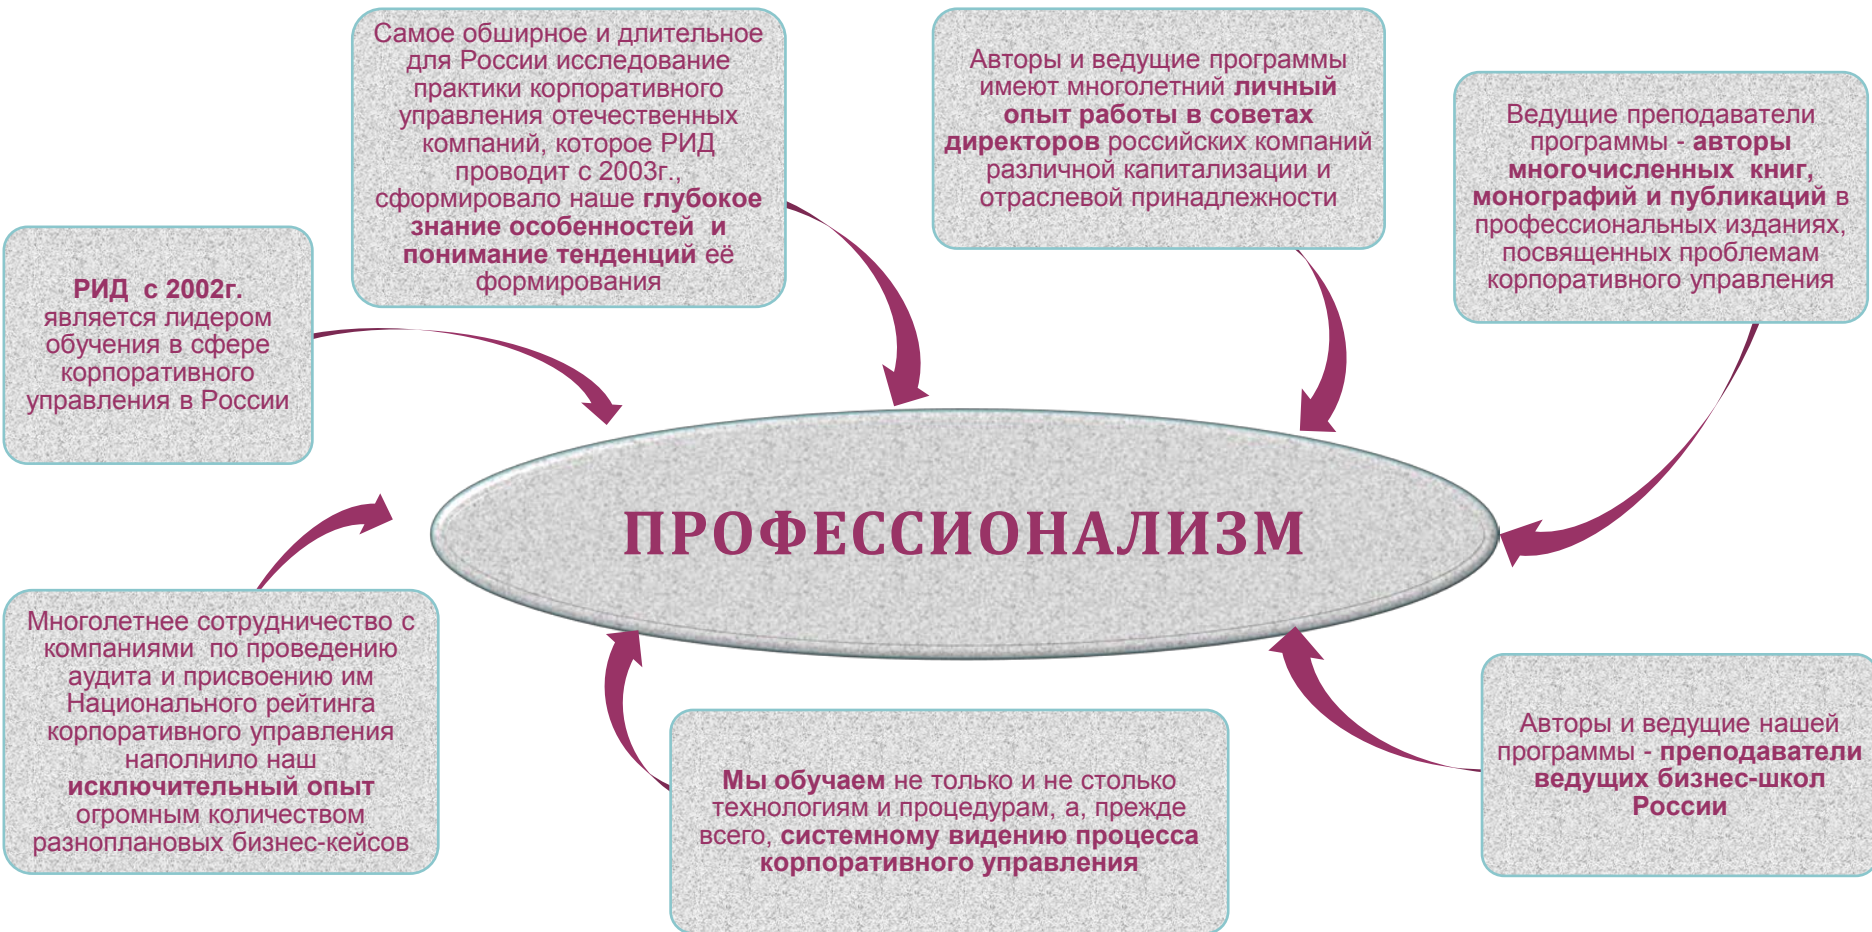 Самое обширное и длительное
для России исследование
практики корпоративного
управления отечественных
компаний, которое РИД
проводит с 2003г.,
сформировало наше глубокое
знание особенностей и
понимание тенденций её
формирования
Авторы и ведущие программы
имеют многолетний личный
опыт работы в советах
директоров российских компаний
различной капитализации и
отраслевой принадлежности
Ведущие преподаватели
программы - авторы
многочисленных книг,
монографий и публикаций в
профессиональных изданиях,
посвященных проблемам
корпоративного управления
РИД с 2002г.
является лидером
обучения в сфере
корпоративного
управления в России
ПРОФЕССИОНАЛИЗМ
Многолетнее сотрудничество с
компаниями по проведению
аудита и присвоению им
Национального рейтинга
корпоративного управления
наполнило наш
исключительный опыт
огромным количеством
разноплановых бизнес-кейсов
Мы обучаем не только и не столько
технологиям и процедурам, а, прежде
всего, системному видению процесса
корпоративного управления
Авторы и ведущие нашей
программы - преподаватели
ведущих бизнес-школ
России